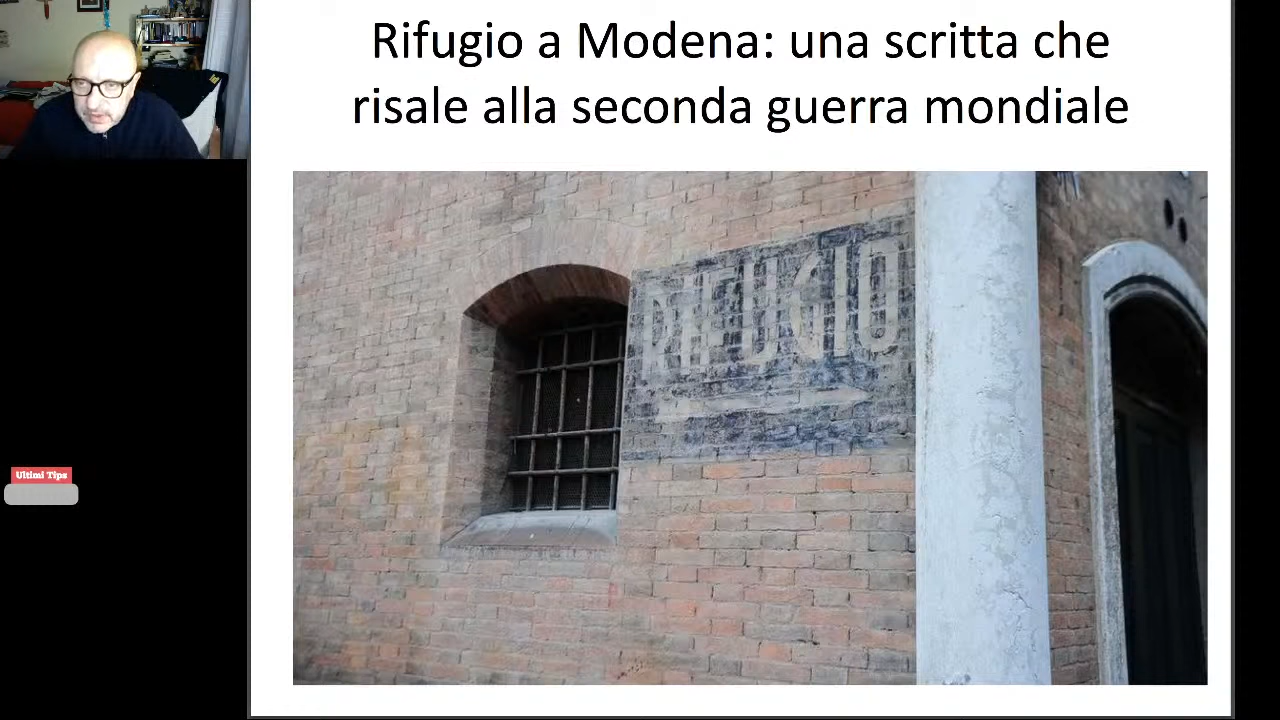 Rifugio a Modena: una scritta che
risale alla seconda guerra mondiale
RIFUGIO
Ultimi Tips